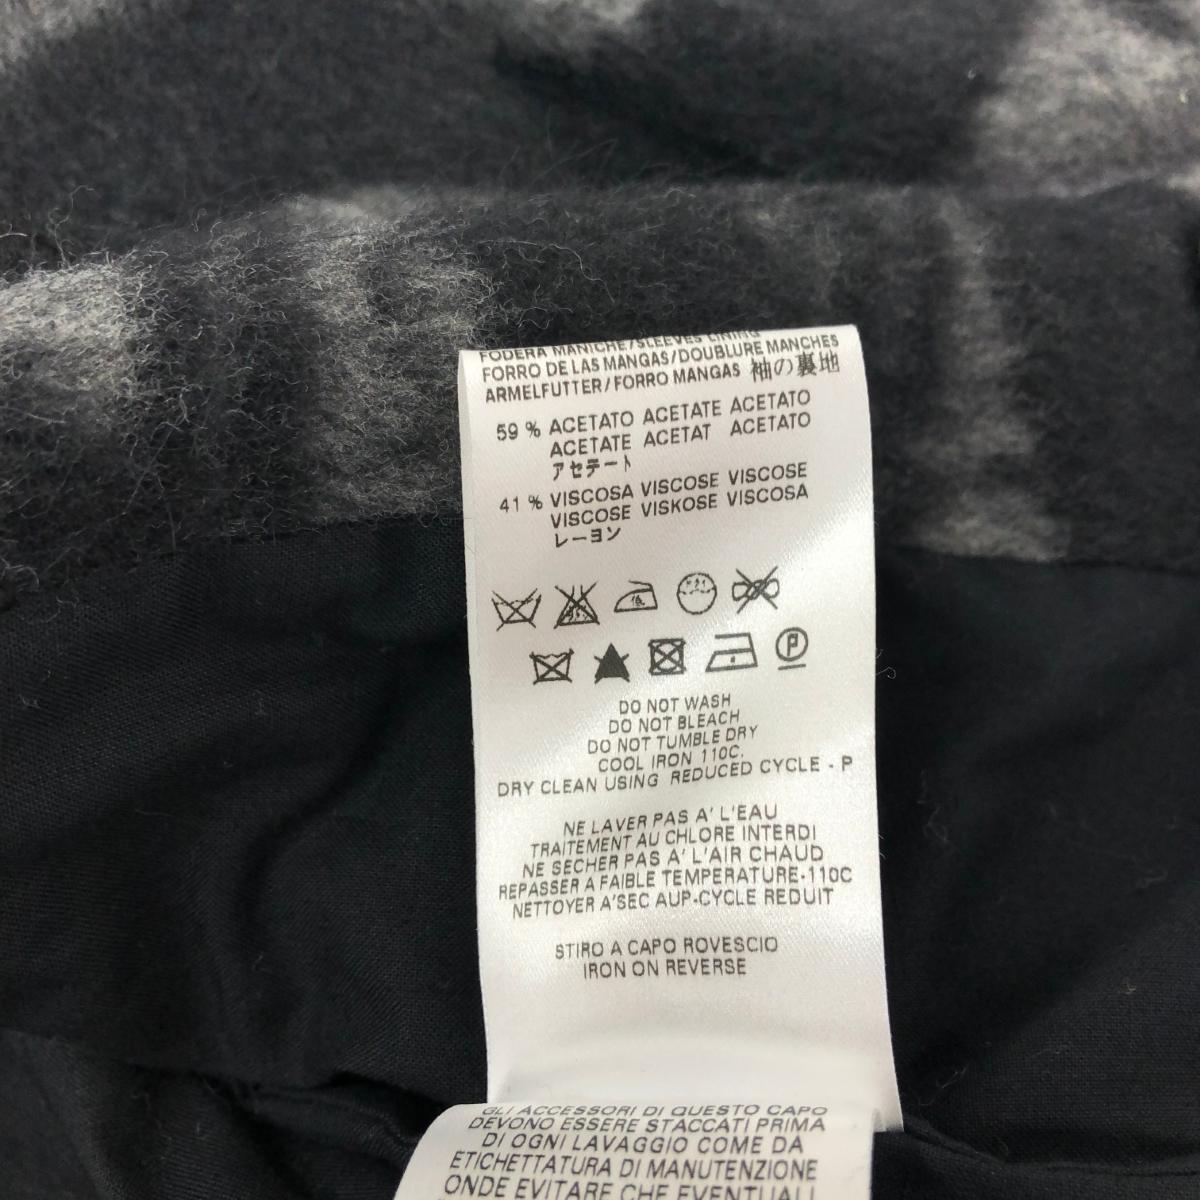 FODERA MANICHE/SLEEVES LINING
FORRO DE LAS MANGAS/DOUBLURE MANCHES
ARMELFUTTER/FORRO MANGAS 袖の裏地
59 % ACETATO ACETATE ACETATO
ACETATE ACETAT ACETATO
アセテート
41 % VISCOSA VISCOSE VISCOSE
VISCOSE VISKOSE VISCOSA
レーヨン
低
P
DO NOT WASH
DO NOT BLEACH
DO NOT TUMBLE DRY
COOL IRON 110C.
DRY CLEAN USING REDUCED CYCLE - P
NE LAVER PAS A' L'EAU
TRAITEMENT AU CHLORE INTERDI
NE SECHER PAS A' L'AIR CHAUD
REPASSER A FAIBLE TEMPERATURE-110C
NETTOYER A'SEC AUP-CYCLE REDUIT
STIRO A CAPO ROVESCIO
IRON ON REVERSE
GLI ACCESSORI DI QUESTO CAPO
DEVONO ESSERE STACCATI PRIMA
DI OGNI LAVAGGIO COME DA
ETICHETTATURA DI MANUTENZIONE
ONDE EVITARE CHE EVENTUALI